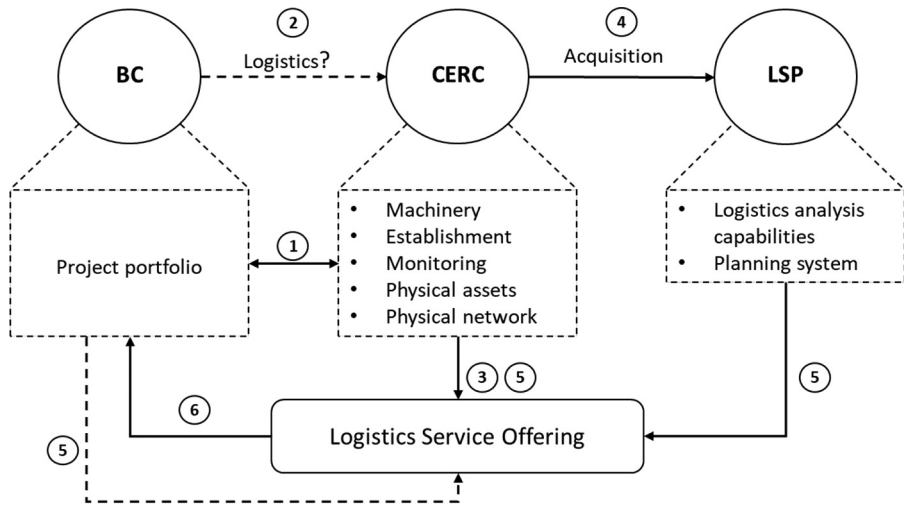 2
4
BC
Logistics?
CERC
Acquisition
LSP
Project portfolio
1
• Machinery
• Establishment
• Monitoring
• Physical assets
• Physical network
• Logistics analysis
capabilities
• Planning system
3
5
5
6
5
Logistics Service Offering